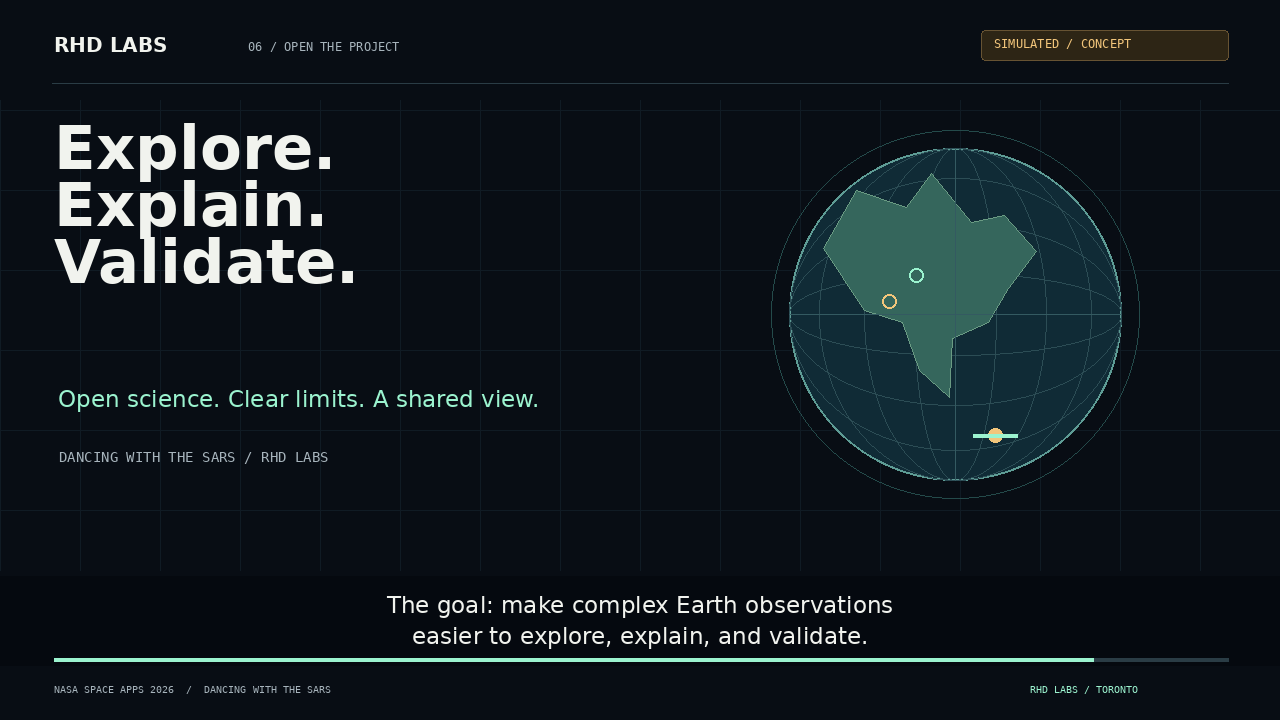 RHD LABS
06 / OPEN THE PROJECT
SIMULATED / CONCEPT
Explore.
Explain.
Validate.
Open science. Clear limits. A shared view.
DANCING WITH THE SARS / RHD LABS
The goal: make complex Earth observations
easier to explore, explain, and validate.
NASA SPACE APPS 2026 / DANCING WITH THE SARS
RHD LABS / TORONTO